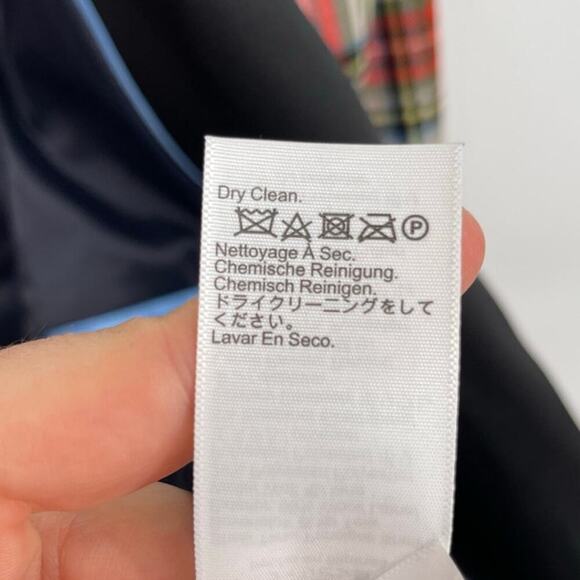 Dry Clean.
P
Nettoyage À Sec.
Chemische Reinigung.
Chemisch Reinigen.
ドライクリーニングをして
ください。
Lavar En Seco.